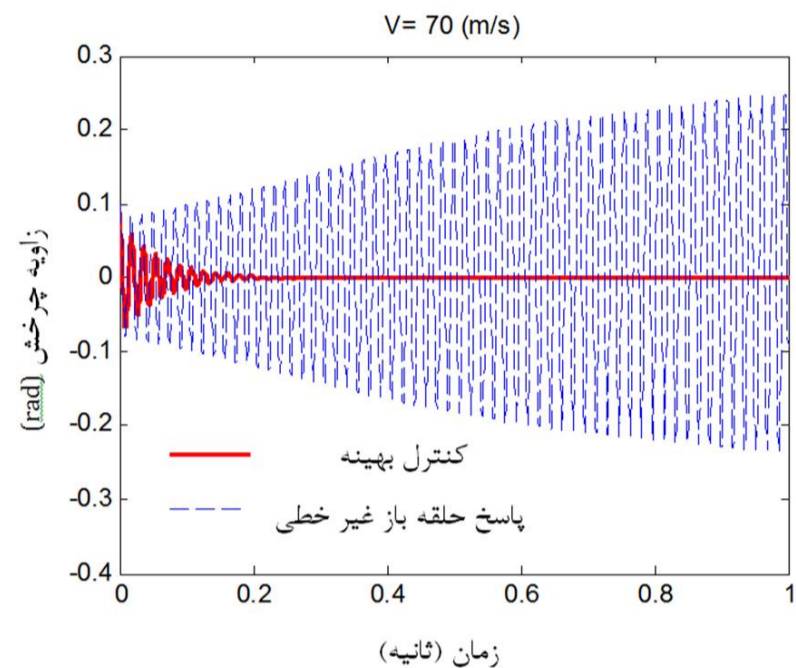 V= 70 (m/s)
0.3
0.2
0.1
0
-0.1
-0.2
-0.3
-0.4
زاویه چرخش (rad)
کنترل بهینه
پاسخ حلقه باز غیر خطی
0 0.2 0.4 0.6 0.8 1
زمان (ثانیه)